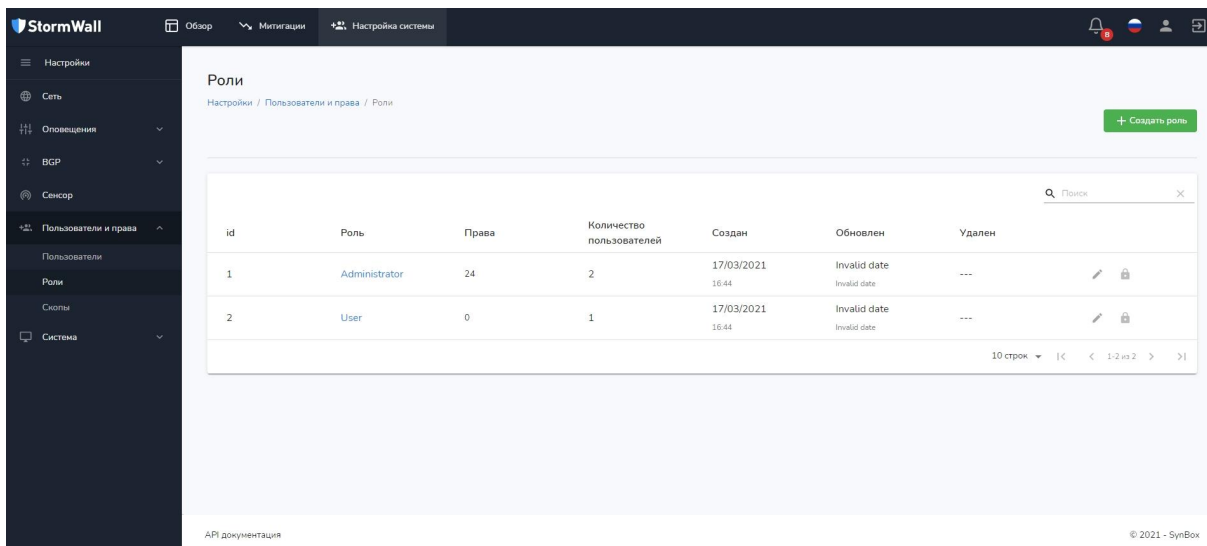 StormWall
Обзор
Митигации
Настройка системы
8
Настройки
Сеть
Оповещения
BGP
Сенсор
Пользователи и права
Пользователи
Роли
Скопы
Система
Роли
Настройки / Пользователи и права / Роли
+ Создать роль
Поиск
id Роль Права Количество пользователей Создан Обновлен Удален
1 Administrator 24 2 17/03/2021 Invalid date ---
16:44 Invalid date
2 User 0 1 17/03/2021 Invalid date ---
16:44 Invalid date
10 строк 1-2 из 2
API документация
© 2021 - SynBox